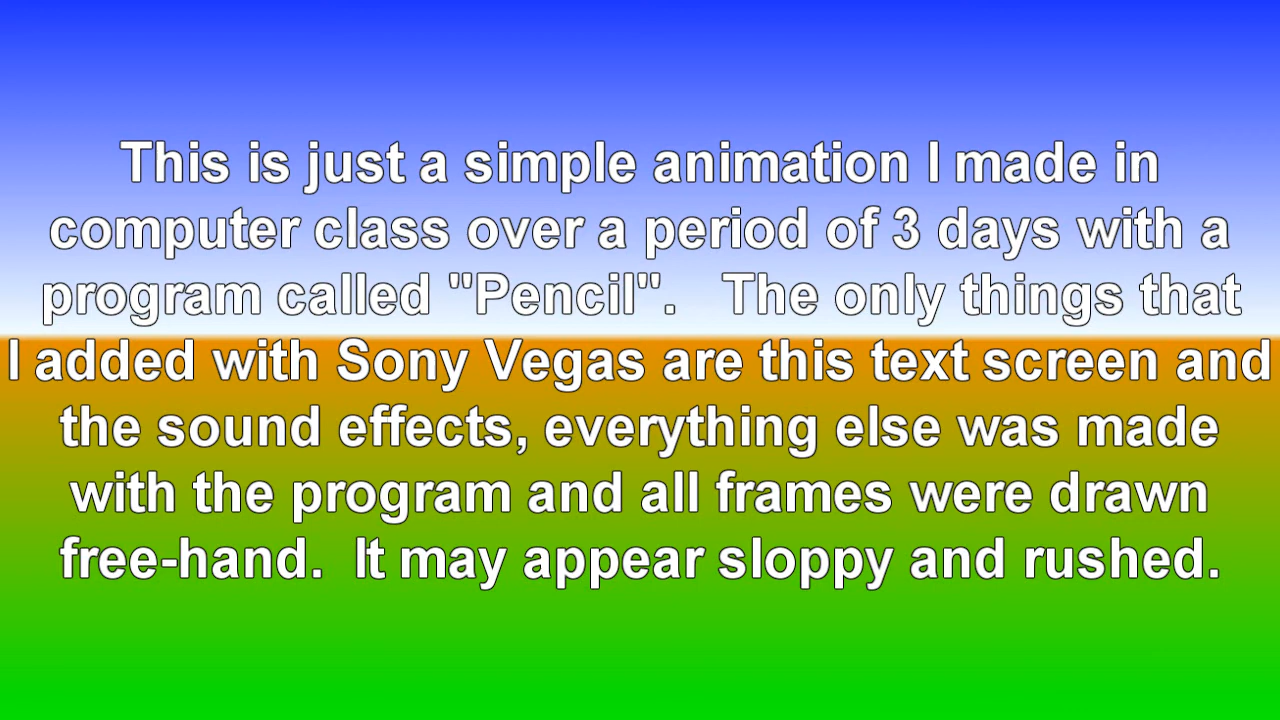 This is just a simple animation I made in
computer class over a period of 3 days with a
program called "Pencil".   The only things that
I added with Sony Vegas are this text screen and
the sound effects, everything else was made
with the program and all frames were drawn
free-hand.  It may appear sloppy and rushed.